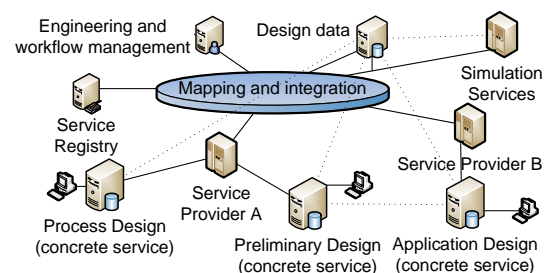 Engineering and
workflow management
Design data
Simulation
Services
Mapping and integration
Service
Registry
Service
Provider A
Service Provider B
Process Design
(concrete service)
Preliminary Design
(concrete service)
Application Design
(concrete service)